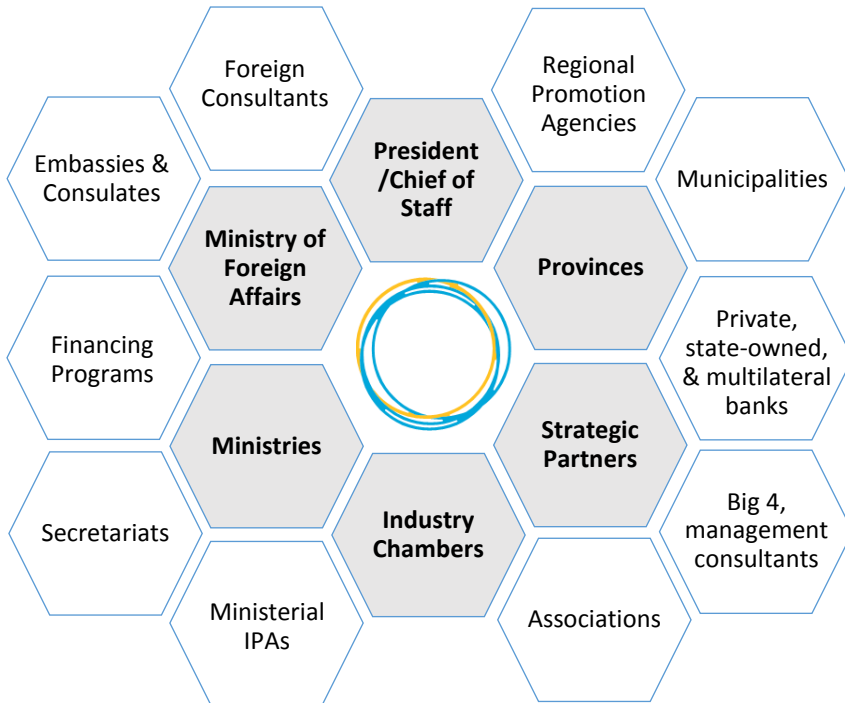 Foreign
Consultants
Regional
Promotion
Agencies
President
/Chief of
Staff
Embassies &
Consulates
Municipalities
Ministry of
Foreign
Affairs
Provinces
Financing
Programs
Private,
state-owned,
& multilateral
banks
Ministries
Strategic
Partners
Secretariats
Industry
Chambers
Big 4,
management
consultants
Ministerial
IPAs
Associations